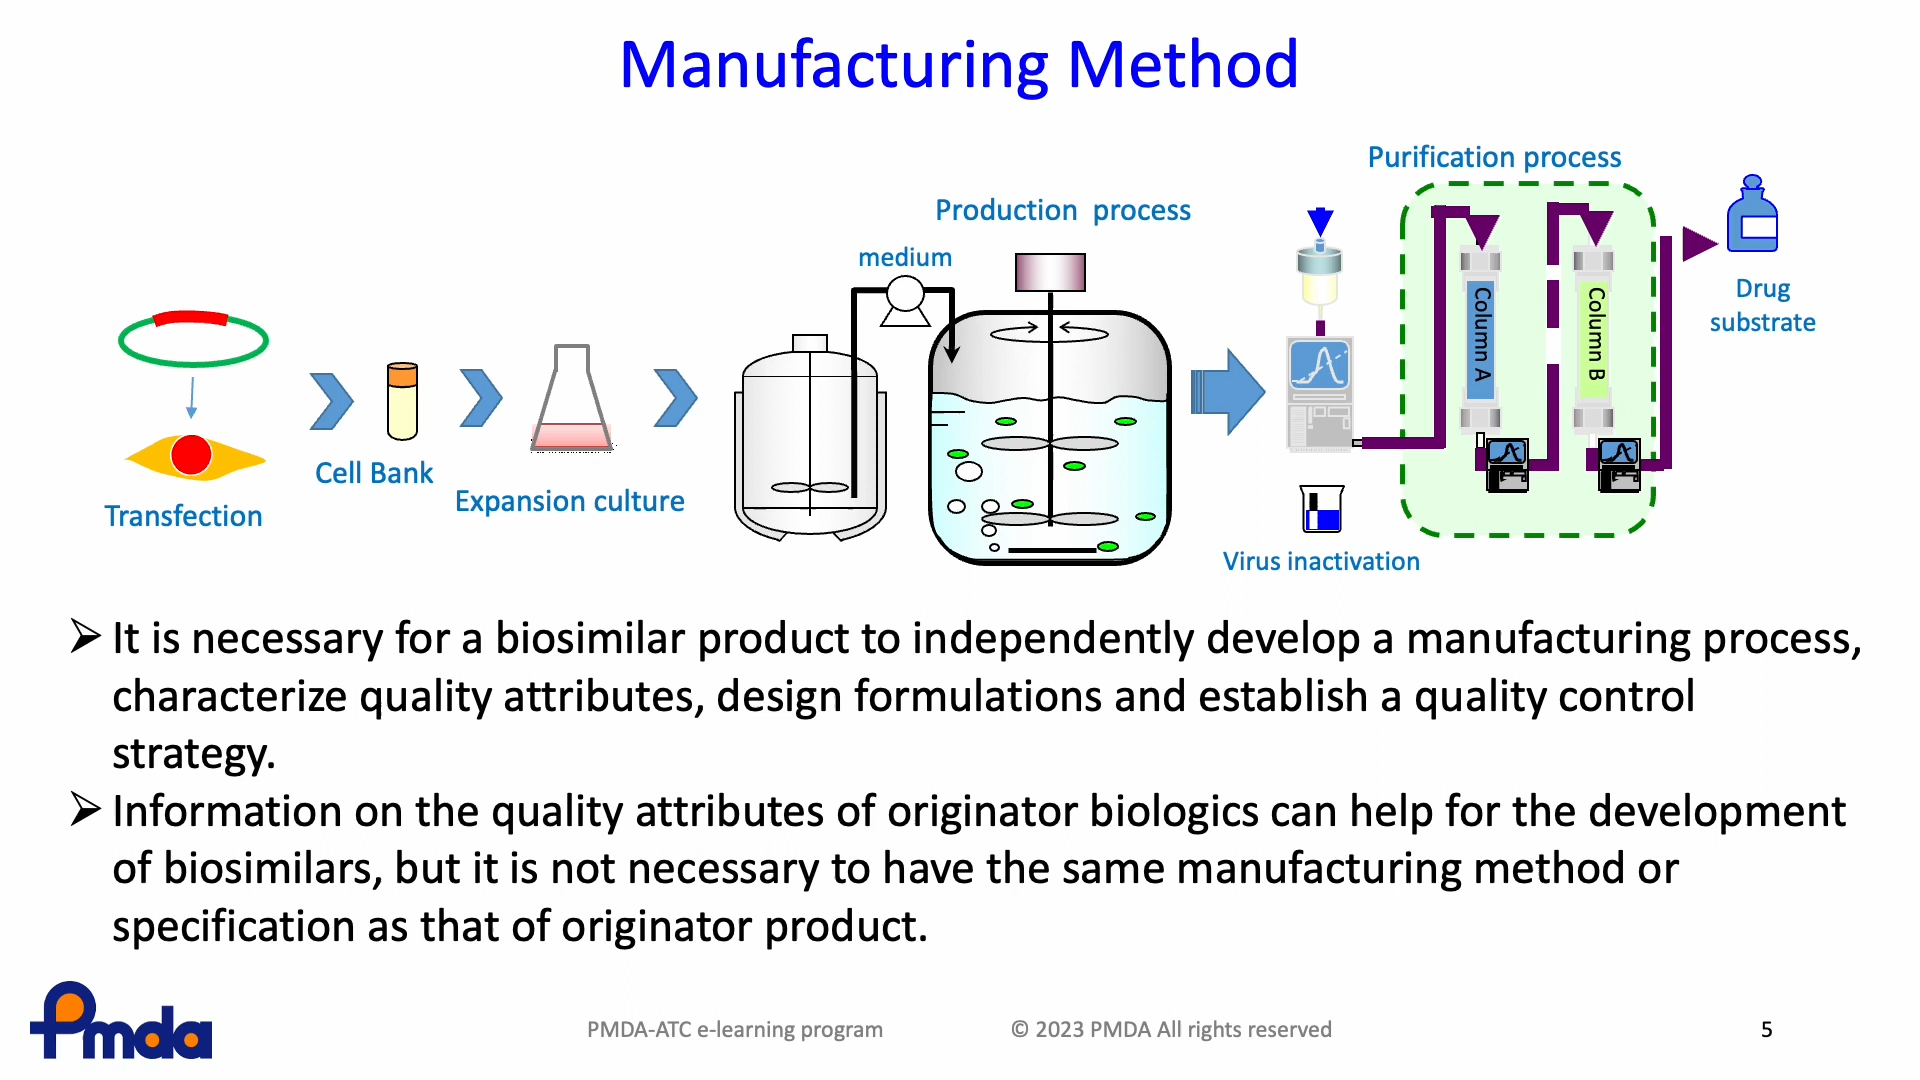 Manufacturing Method
Purification process
Production  process
medium
Column A
Column B
Drug
substrate
Cell Bank
Expansion culture
Transfection
Virus inactivation
➢ It is necessary for a biosimilar product to independently develop a manufacturing process,
characterize quality attributes, design formulations and establish a quality control
strategy.
➢ Information on the quality attributes of originator biologics can help for the development
of biosimilars, but it is not necessary to have the same manufacturing method or
specification as that of originator product.
Pmda
PMDA-ATC e-learning program
© 2023 PMDA All rights reserved
5